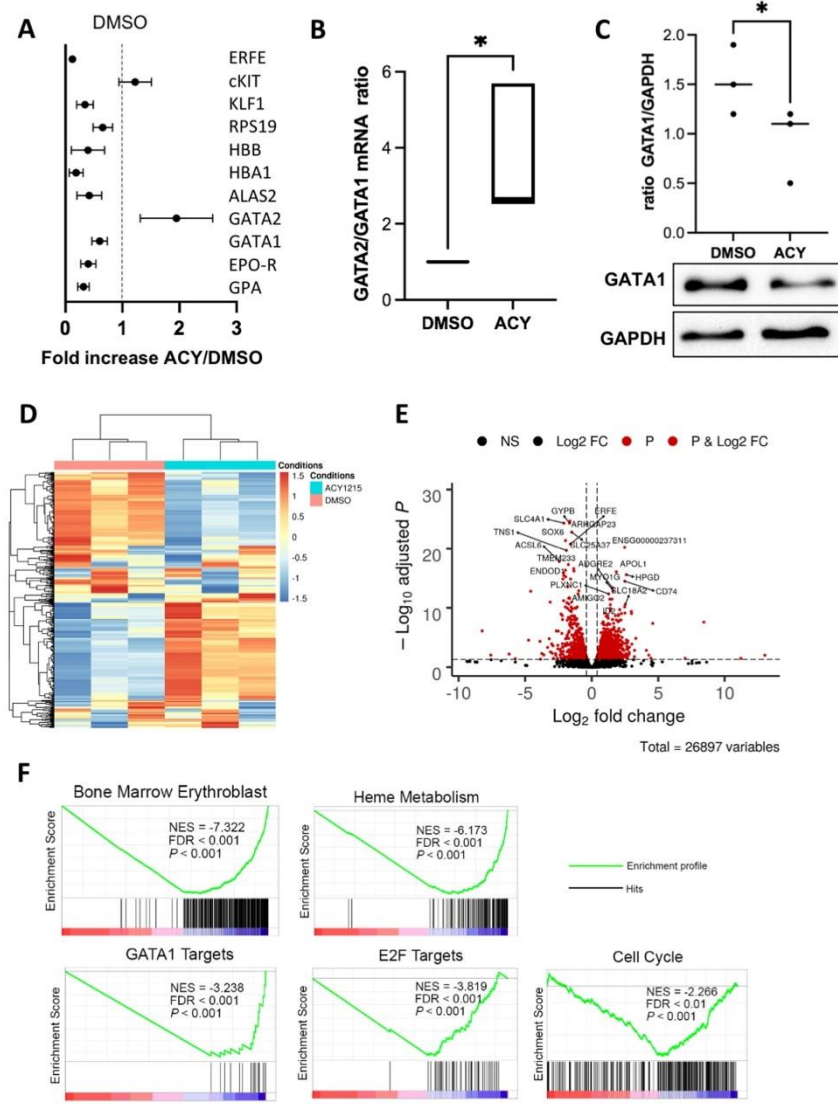 A
DMSO
ERFE
cKIT
KLF1
RPS19
HBB
HBA1
ALAS2
GATA2
GATA1
EPO-R
GPA
0 1 2 3
Fold increase ACY/DMSO
B
*
GATA2/GATA1 mRNA ratio
6
4
2
0
DMSO ACY
C
*
ratio GATA1/GAPDH
2.0
1.5
1.0
0.5
0.0
DMSO ACY
GATA1
GAPDH
D
Conditions
Conditions
ACY1215
DMSO
1.5
1
0.5
0
-0.5
-1
-1.5
E
NS
Log2 FC
P
P & Log2 FC
– Log10 adjusted P
30
20
10
0
GYPB
ERFE
SLC4A1
ARHGAP23
TNS1
SOX6
SLC25A37
ENSG00000237311
ACSL6
TMEM233
ADGRE2
APOL1
ENDOD1
MYO1G
HPGD
PLXNC1
SLC18A2
CD74
AMIGO2
ID2
-10 -5 0 5 10
Log2 fold change
Total = 26897 variables
F
Bone Marrow Erythroblast
Enrichment Score
NES = -7.322
FDR < 0.001
P < 0.001
Heme Metabolism
Enrichment Score
NES = -6.173
FDR < 0.001
P < 0.001
Enrichment profile
Hits
GATA1 Targets
Enrichment Score
NES = -3.238
FDR < 0.001
P < 0.001
E2F Targets
Enrichment Score
NES = -3.819
FDR < 0.001
P < 0.001
Cell Cycle
Enrichment Score
NES = -2.266
FDR < 0.01
P < 0.001